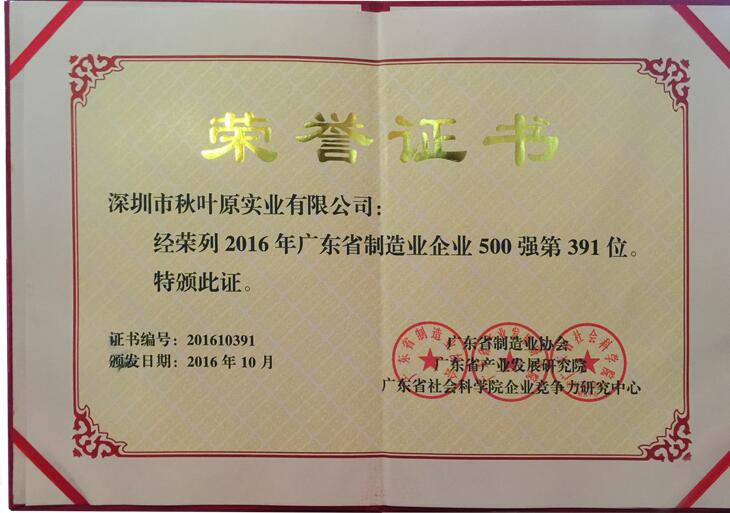 荣誉证书
深圳市秋叶原实业有限公司：
经荣列2016年广东省制造业企业500强第391位。
特颁此证。
证书编号：201610391
颁发日期：2016年10月
广东省制造业协会
广东省产业发展研究院
广东省社会科学院企业竞争力研究中心